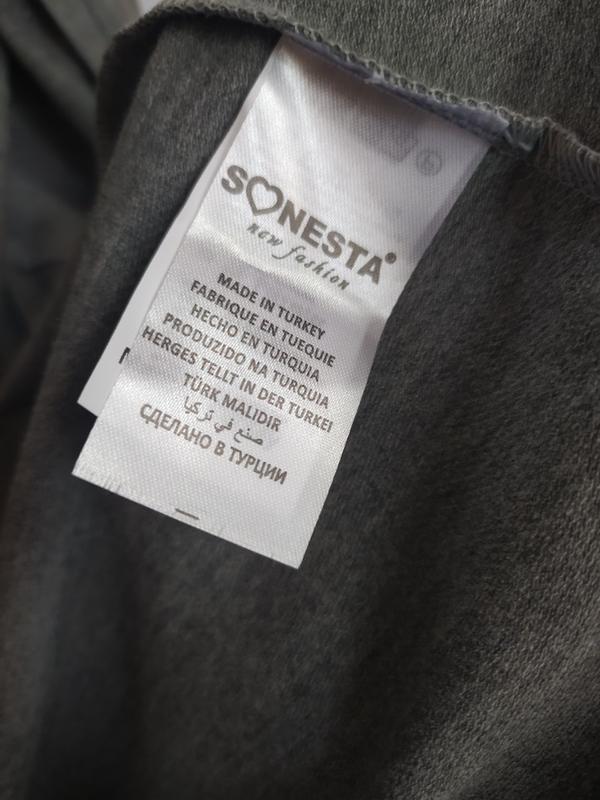 SONESTA®
new fashion
MADE IN TURKEY
FABRIQUE EN TUEQUIE
HECHO EN TURQUIA
PRODUZIDO NA TURQUIA
HERGES TELLT IN DER TURKEI
TÜRK MALIDIR
صنع في تركيا
СДЕЛАНО В ТУРЦИИ